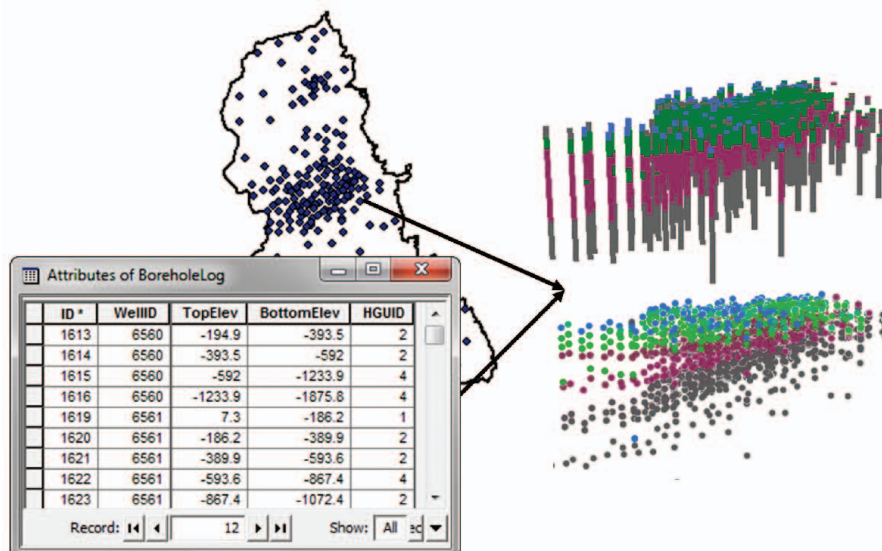 Attributes of BoreholeLog
ID * WellID TopElev BottomElev HGUID
1613 6560 -194.9 -393.5 2
1614 6560 -393.5 -592 2
1615 6560 -592 -1233.9 4
1616 6560 -1233.9 -1875.8 4
1619 6561 7.3 -186.2 1
1620 6561 -186.2 -389.9 2
1621 6561 -389.9 -593.6 2
1622 6561 -593.6 -867.4 4
1623 6561 -867.4 -1072.4 2
Record: 12 Show: All ec